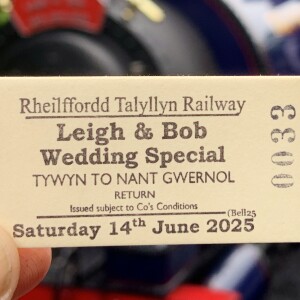 Rheilffordd Talyllyn Railway
Leigh & Bob
Wedding Special
TYWYN TO NANT GWERNOL
RETURN
Issued subject to Co's Conditions
(Bell25
Saturday 14th June 2025
0033